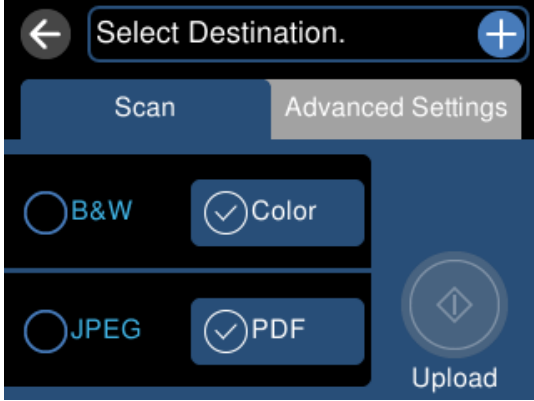 Select Destination.
Scan
Advanced Settings
B&W
Color
JPEG
PDF
Upload